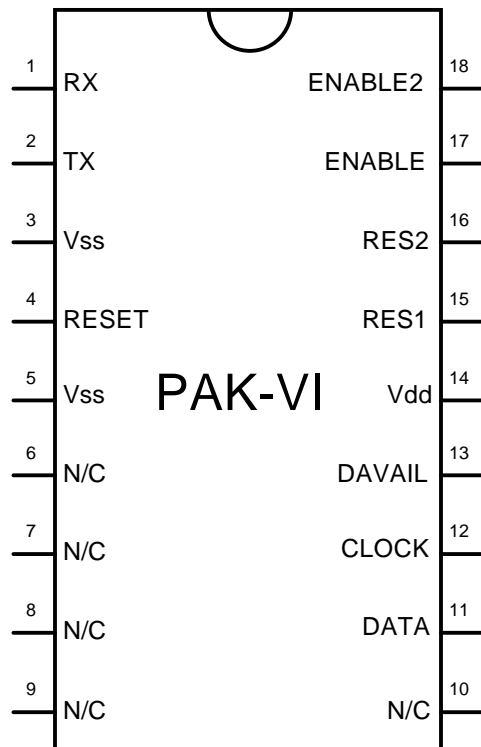 1 RX ENABLE2 18
2 TX ENABLE 17
3 Vss RES2 16
4 RESET RES1 15
5 Vss PAK-VI Vdd 14
6 N/C DAVAIL 13
7 N/C CLOCK 12
8 N/C DATA 11
9 N/C N/C 10